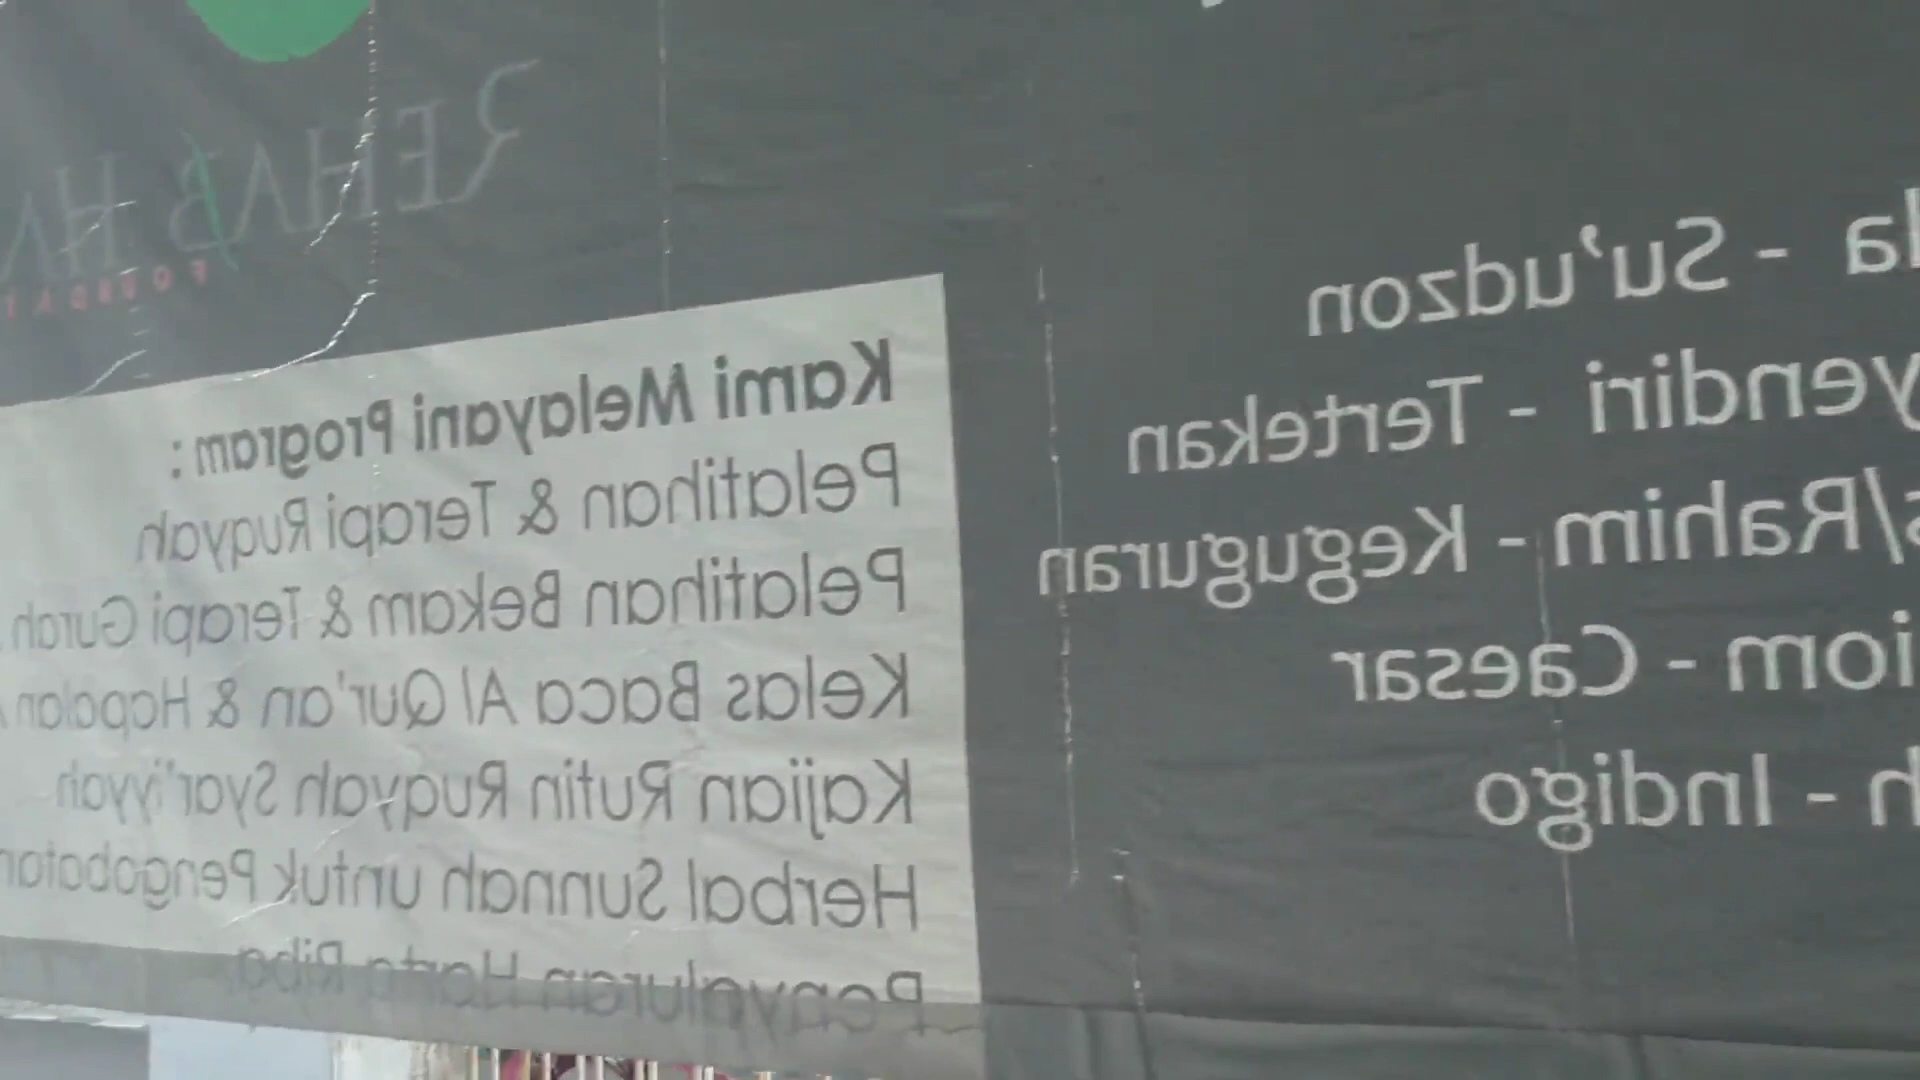 REHAB HA
Kami Melayani Program :
Pelatihan & Terapi Ruqyah
Pelatihan Bekam & Terapi Gurah
Kelas Baca Al Qur'an & Hapalan
Kajian Rutin Ruqyah Syar'iyyah
Herbal Sunnah untuk Pengobatan
Penyaluran Harta Riba
la - Su'udzon
yendiri - Tertekan
s/Rahim - Keguguran
iom - Caesar
h - Indigo